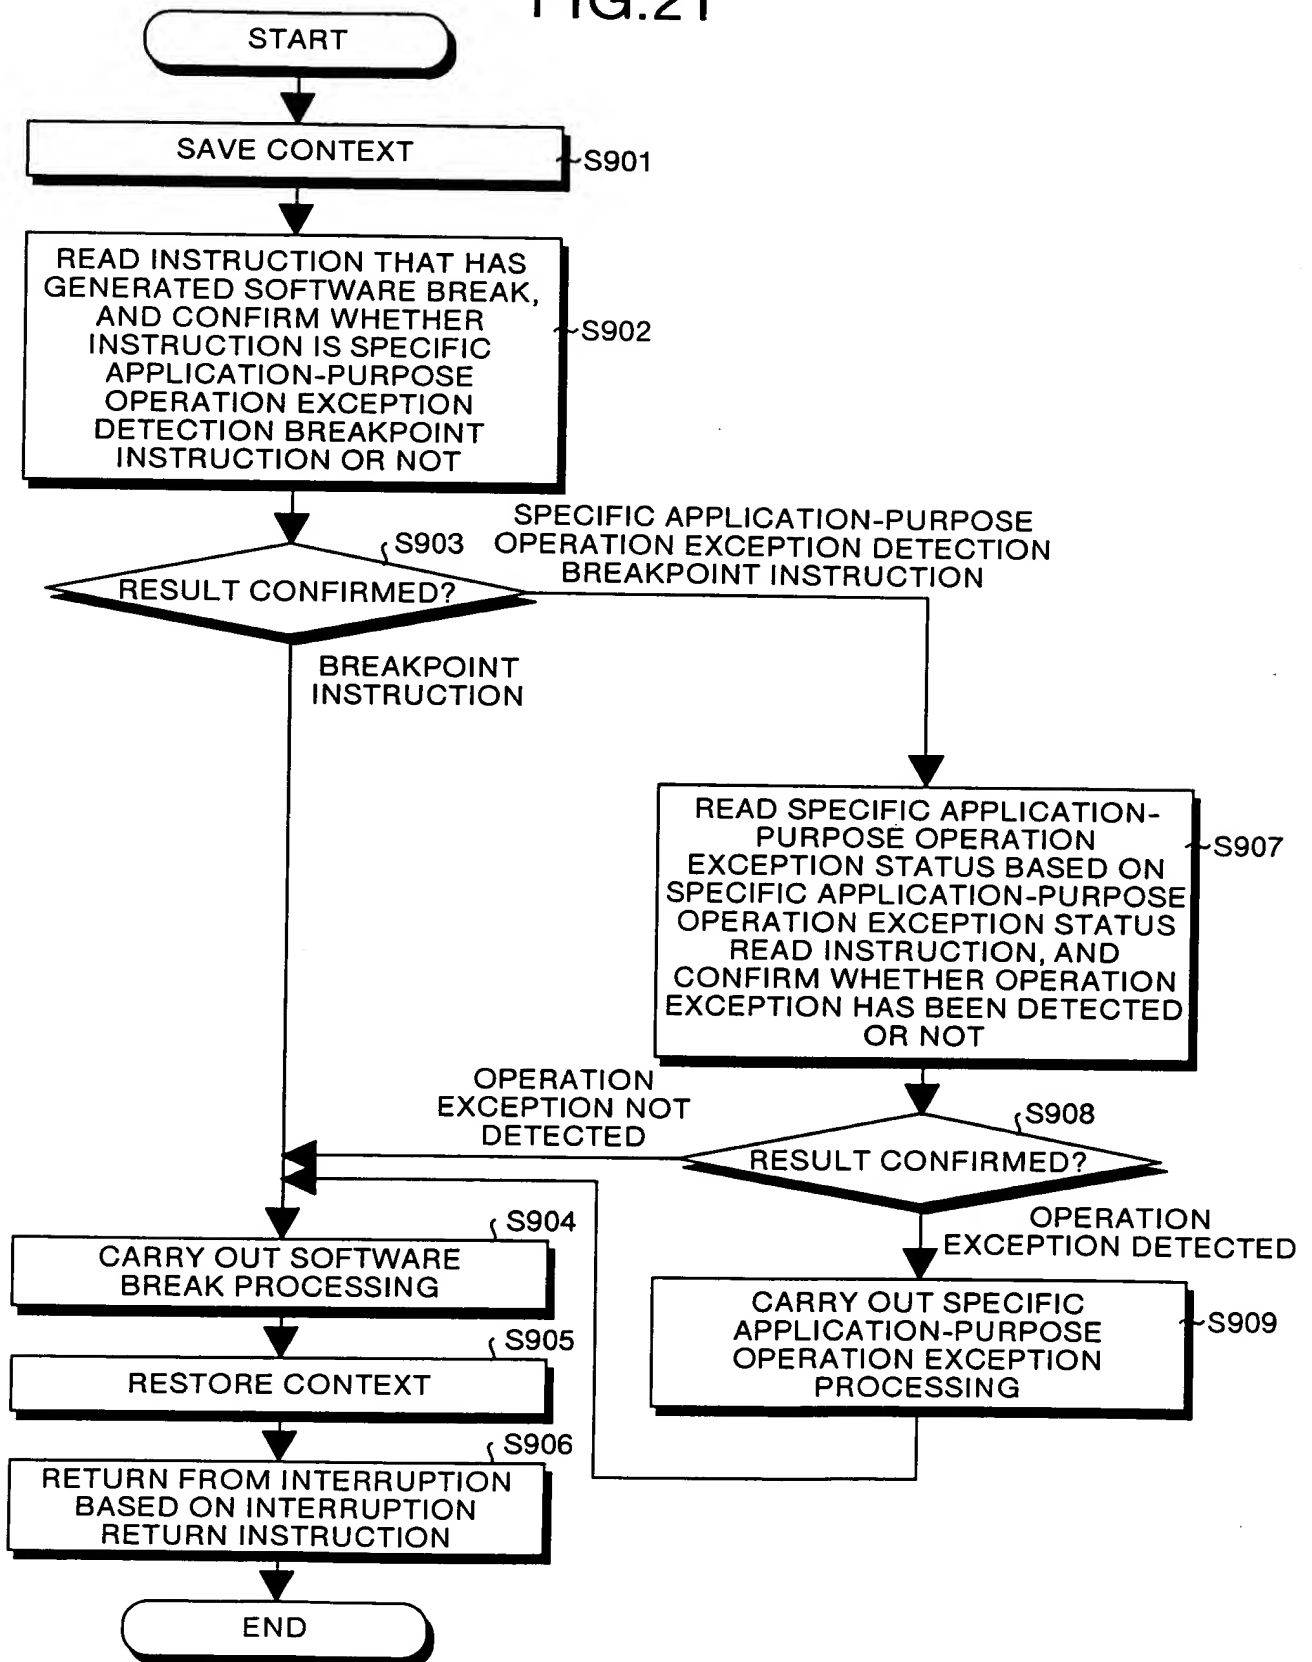 FIG.21
START
SAVE CONTEXT
S901
READ INSTRUCTION THAT HAS
GENERATED SOFTWARE BREAK,
AND CONFIRM WHETHER
INSTRUCTION IS SPECIFIC
APPLICATION-PURPOSE
OPERATION EXCEPTION
DETECTION BREAKPOINT
INSTRUCTION OR NOT
S902
S903
RESULT CONFIRMED?
SPECIFIC APPLICATION-PURPOSE
OPERATION EXCEPTION DETECTION
BREAKPOINT INSTRUCTION
BREAKPOINT
INSTRUCTION
READ SPECIFIC APPLICATION-
PURPOSE OPERATION
EXCEPTION STATUS BASED ON
SPECIFIC APPLICATION-PURPOSE
OPERATION EXCEPTION STATUS
READ INSTRUCTION, AND
CONFIRM WHETHER OPERATION
EXCEPTION HAS BEEN DETECTED
OR NOT
S907
OPERATION
EXCEPTION NOT
DETECTED
S908
RESULT CONFIRMED?
OPERATION
EXCEPTION DETECTED
S904
CARRY OUT SOFTWARE
BREAK PROCESSING
CARRY OUT SPECIFIC
APPLICATION-PURPOSE
OPERATION EXCEPTION
PROCESSING
S909
S905
RESTORE CONTEXT
S906
RETURN FROM INTERRUPTION
BASED ON INTERRUPTION
RETURN INSTRUCTION
END